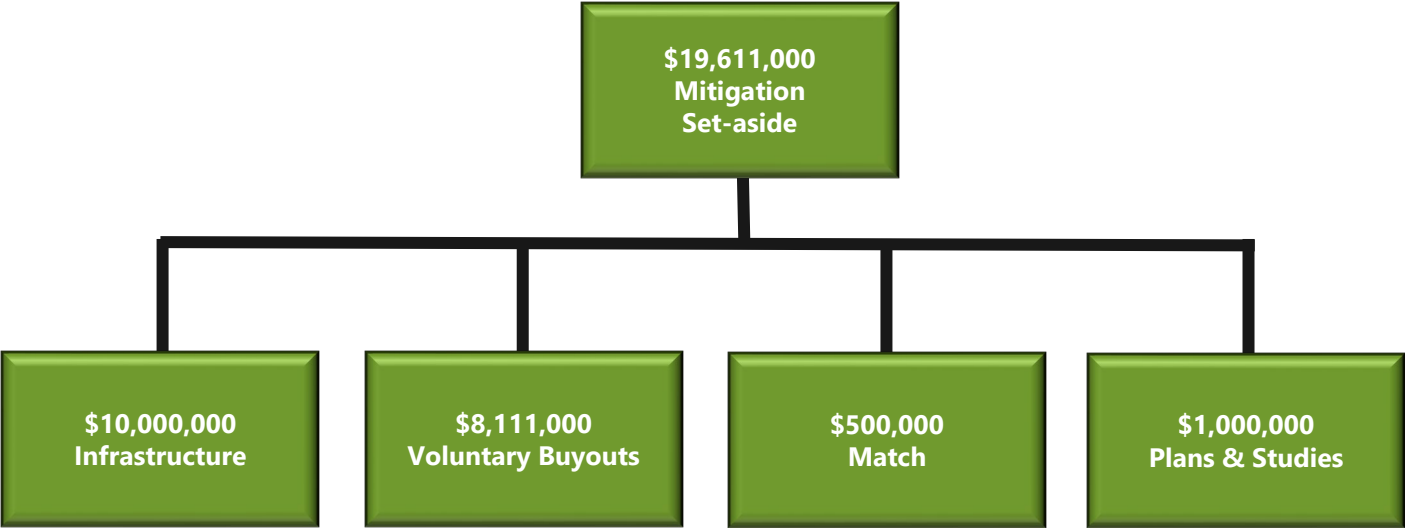 $19,611,000
Mitigation
Set-aside
$10,000,000
Infrastructure
$8,111,000
Voluntary Buyouts
$500,000
Match
$1,000,000
Plans & Studies